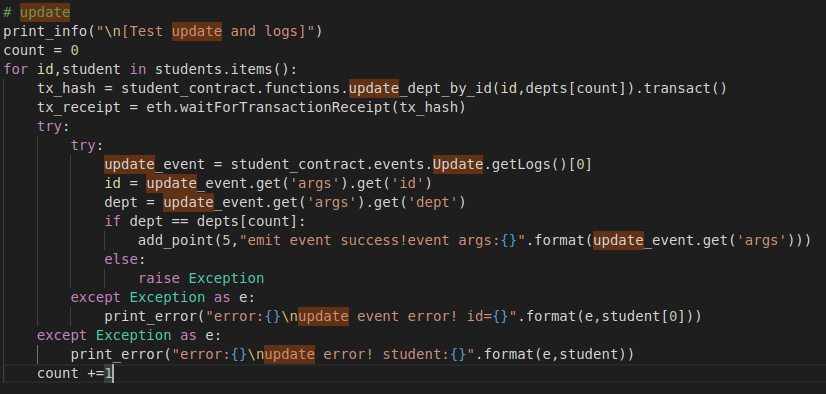 # update
print_info("\n[Test update and logs]")
count = 0
for id,student in students.items():
    tx_hash = student_contract.functions.update_dept_by_id(id,depts[count]).transact()
    tx_receipt = eth.waitForTransactionReceipt(tx_hash)
    try:
        try:
            update_event = student_contract.events.Update.getLogs()[0]
            id = update_event.get('args').get('id')
            dept = update_event.get('args').get('dept')
            if dept == depts[count]:
                add_point(5,"emit event success!event args:{}".format(update_event.get('args')))
            else:
                raise Exception
        except Exception as e:
            print_error("error:{}\nupdate event error! id={}".format(e,student[0]))
    except Exception as e:
        print_error("error:{}\nupdate error! student:{}".format(e,student))
    count +=1